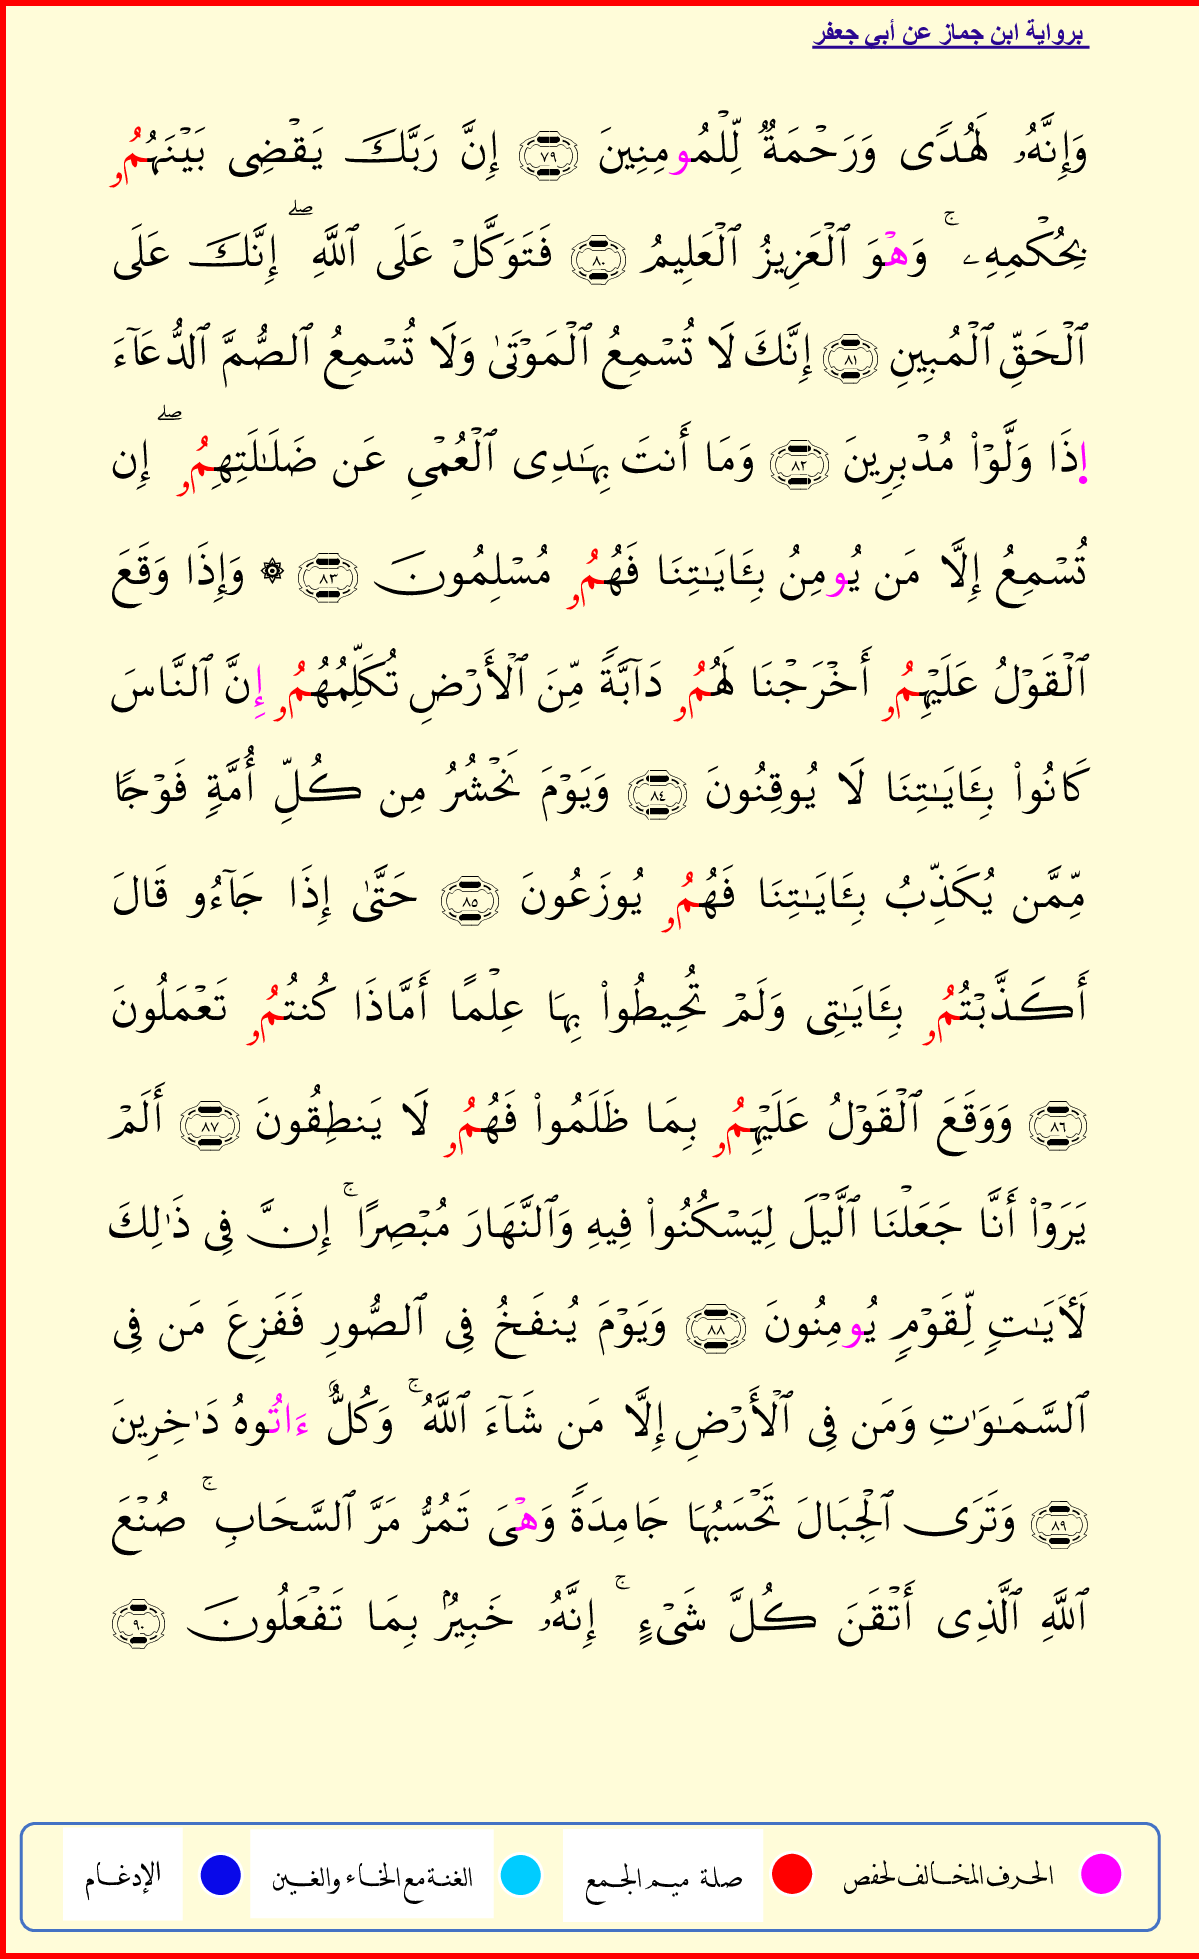 برواية ابن جماز عن أبي جعفر
وَإِنَّهُۥ لَهُدًى وَرَحْمَةٌ لِّلْمُومِنِينَ ٧٩ إِنَّ رَبَّكَ يَقْضِى بَيْنَهُمُۥ
بِحُكْمِهِۦ ۚ وَهْوَ ٱلْعَزِيزُ ٱلْعَلِيمُ ٨٠ فَتَوَكَّلْ عَلَى ٱللَّهِ ۖ إِنَّكَ عَلَى
ٱلْحَقِّ ٱلْمُبِينِ ٨١ إِنَّكَ لَا تُسْمِعُ ٱلْمَوْتَىٰ وَلَا تُسْمِعُ ٱلصُّمَّ ٱلدُّعَآءَ
اِ۪ذَا وَلَّوْا۟ مُدْبِرِينَ ٨٢ وَمَا أَنتَ بِهَـٰدِى ٱلْعُمْىِ عَن ضَلَـٰلَتِهِمُۥ ۖ إِن
تُسْمِعُ إِلَّا مَن يُومِنُ بِـَٔايَـٰتِنَا فَهُمُۥ مُسْلِمُونَ ٨٣ ۞ وَإِذَا وَقَعَ
ٱلْقَوْلُ عَلَيْهِمُۥ أَخْرَجْنَا لَهُمُۥ دَآبَّةً مِّنَ ٱلْأَرْضِ تُكَلِّمُهُمُۥ إِنَّ ٱلنَّاسَ
كَانُوا۟ بِـَٔايَـٰتِنَا لَا يُوقِنُونَ ٨٤ وَيَوْمَ نَحْشُرُ مِن كُلِّ أُمَّةٍ فَوْجًا
مِّمَّن يُكَذِّبُ بِـَٔايَـٰتِنَا فَهُمُۥ يُوزَعُونَ ٨٥ حَتَّىٰ إِذَا جَآءُو قَالَ
أَكَذَّبْتُمُۥ بِـَٔايَـٰتِى وَلَمْ تُحِيطُوا۟ بِهَا عِلْمًا أَمَّاذَا كُنتُمُۥ تَعْمَلُونَ
٨٦ وَوَقَعَ ٱلْقَوْلُ عَلَيْهِمُۥ بِمَا ظَلَمُوا۟ فَهُمُۥ لَا يَنطِقُونَ ٨٧ أَلَمْ
يَرَوْا۟ أَنَّا جَعَلْنَا ٱلَّيْلَ لِيَسْكُنُوا۟ فِيهِ وَٱلنَّهَارَ مُبْصِرًا ۚ إِنَّ فِى ذَٰلِكَ
لَـَٔايَـٰتٍ لِّقَوْمٍ يُومِنُونَ ٨٨ وَيَوْمَ يُنفَخُ فِى ٱلصُّورِ فَفَزِعَ مَن فِى
ٱلسَّمَـٰوَٰتِ وَمَن فِى ٱلْأَرْضِ إِلَّا مَن شَآءَ ٱللَّهُ ۚ وَكُلٌّ ءَاتُوهُ دَٰخِرِينَ
٨٩ وَتَرَى ٱلْجِبَالَ تَحْسَبُهَا جَامِدَةً وَهْىَ تَمُرُّ مَرَّ ٱلسَّحَابِ ۚ صُنْعَ
ٱللَّهِ ٱلَّذِى أَتْقَنَ كُلَّ شَىْءٍ ۚ إِنَّهُۥ خَبِيرٌۢ بِمَا تَفْعَلُونَ ٩٠
الحرف المخالف لحفص صلة ميم الجمع الغنة مع الخاء والغين الإدغام